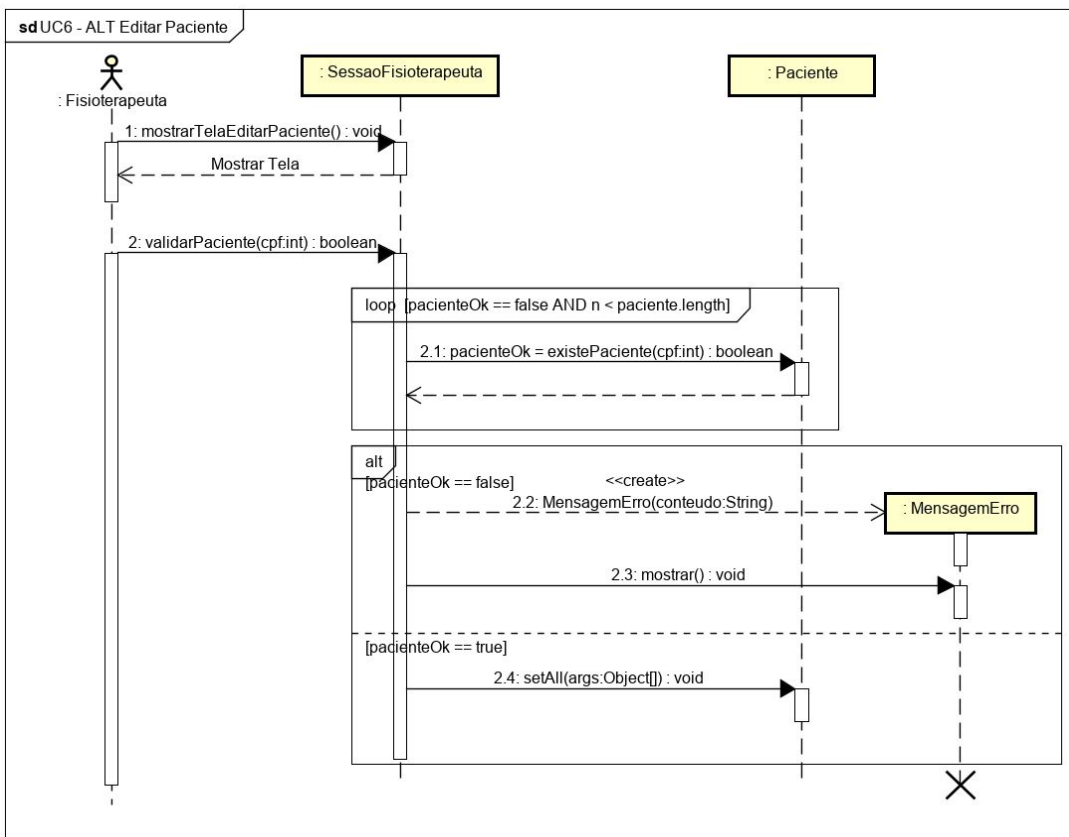 sd UC6 - ALT Editar Paciente
: Fisioterapeuta
: SessaoFisioterapeuta
: Paciente
1: mostrarTelaEditarPaciente() : void
Mostrar Tela
2: validarPaciente(cpf:int) : boolean
loop [pacienteOk == false AND n < paciente.length]
2.1: pacienteOk = existePaciente(cpf:int) : boolean
alt
[pacienteOk == false]
<<create>>
2.2: MensagemErro(conteudo:String)
: MensagemErro
2.3: mostrar() : void
[pacienteOk == true]
2.4: setAll(args:Object[]) : void